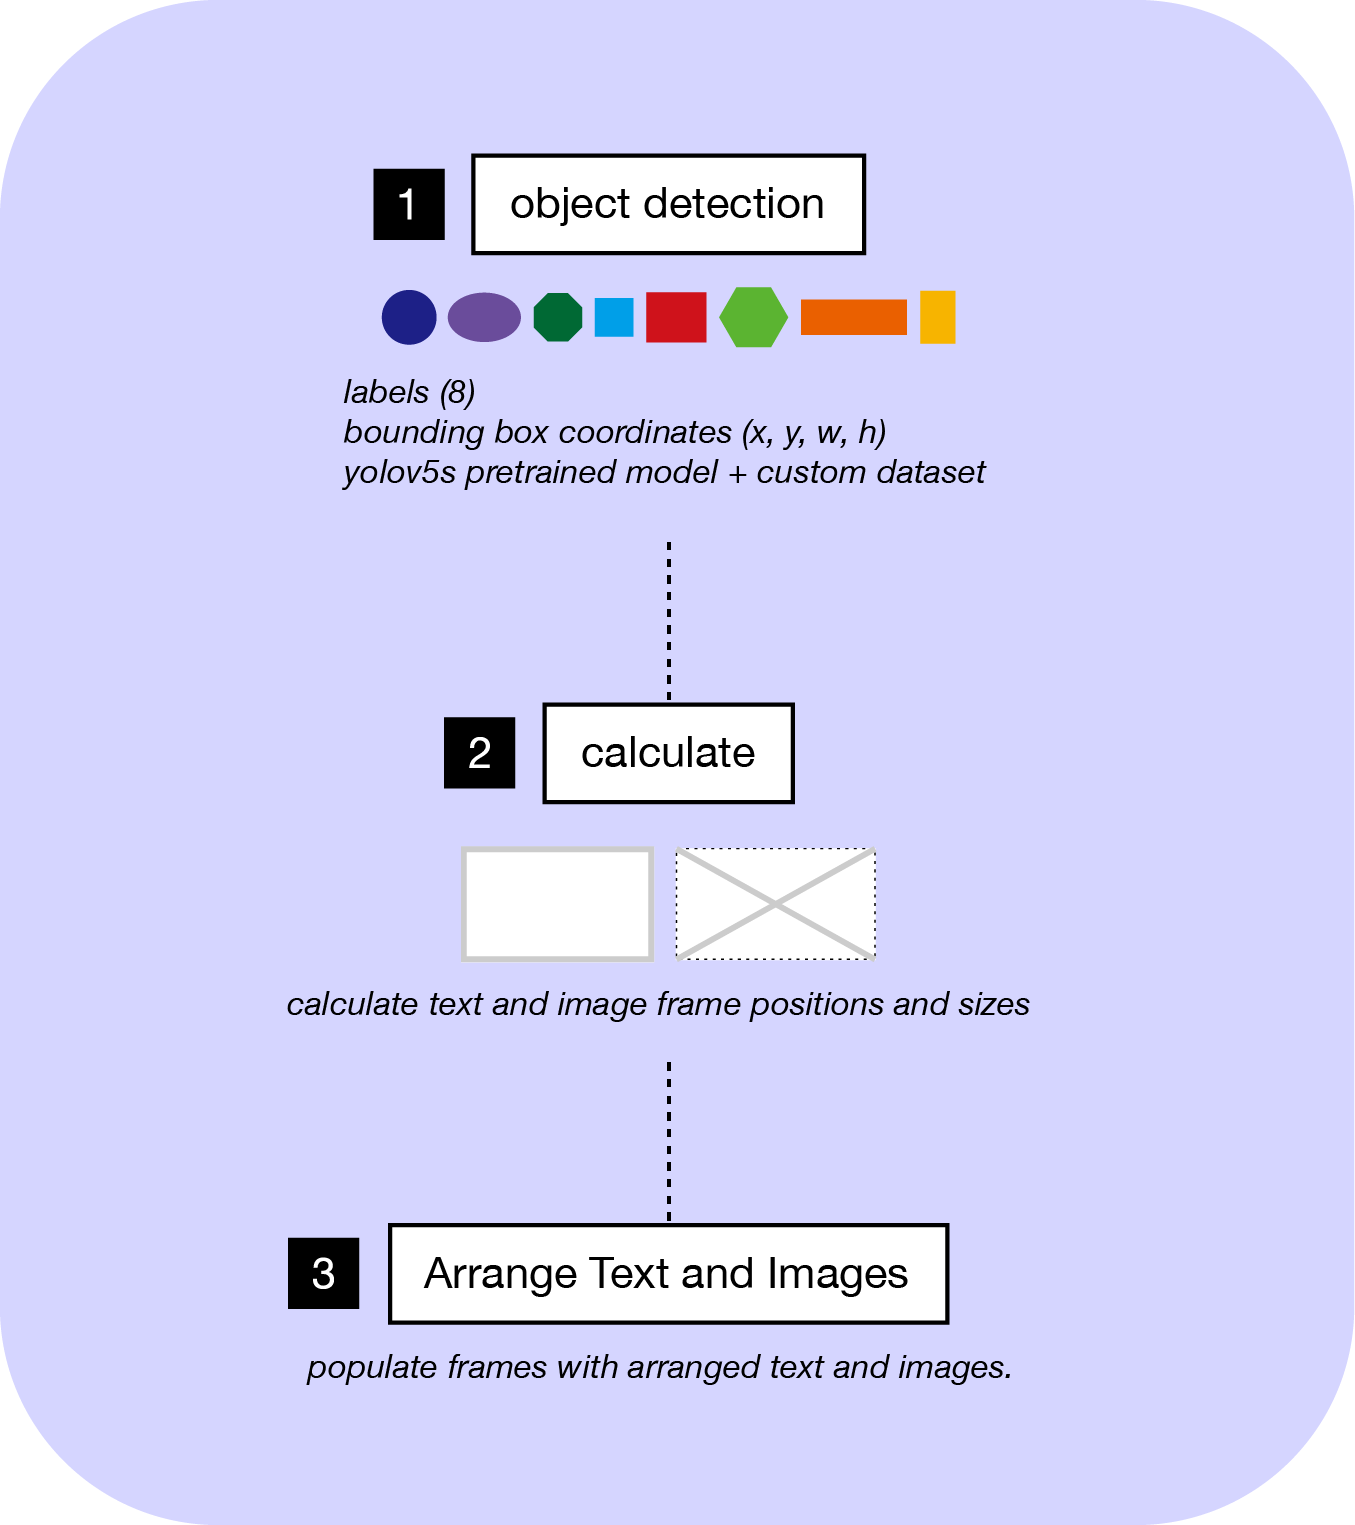 1
object detection
labels (8)
bounding box coordinates (x, y, w, h)
yolov5s pretrained model + custom dataset
2
calculate
calculate text and image frame positions and sizes
3
Arrange Text and Images
populate frames with arranged text and images.